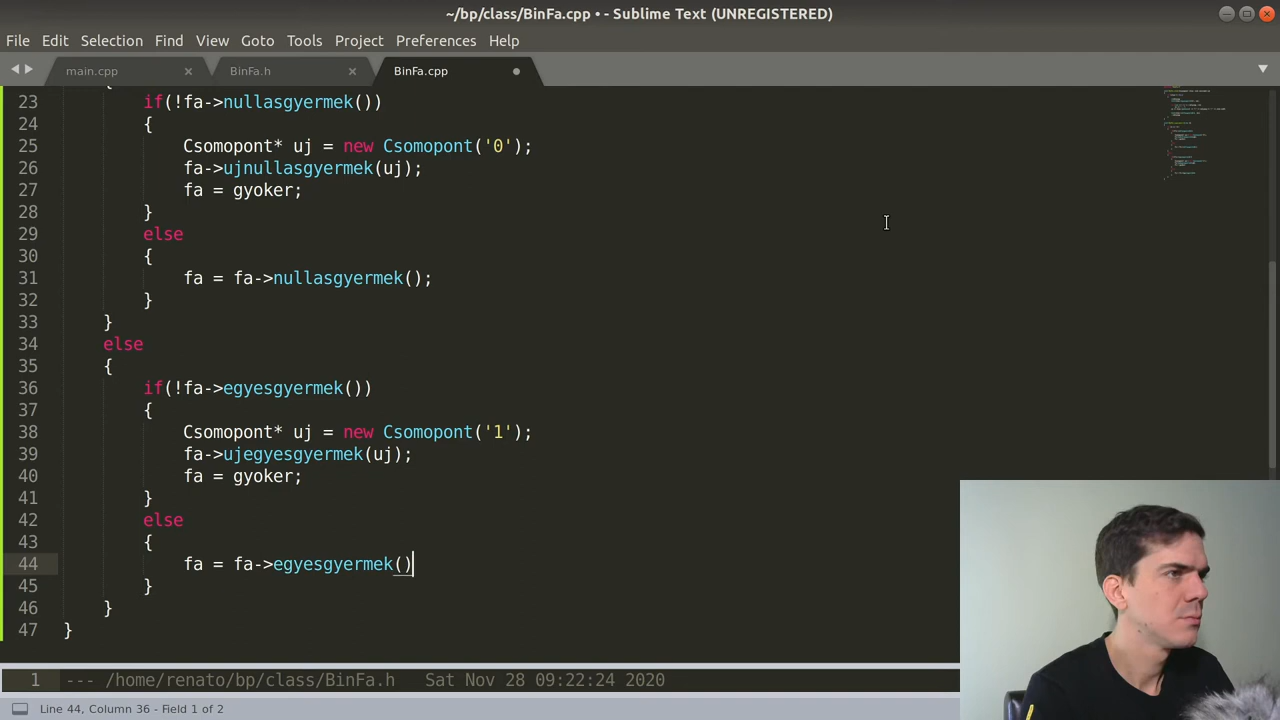 ~/bp/class/BinFa.cpp • - Sublime Text (UNREGISTERED)
File Edit Selection Find View Goto Tools Project Preferences Help
main.cpp × BinFa.h × BinFa.cpp
23 if(!fa->nullasgyermek())
24 {
25 Csomopont* uj = new Csomopont('0');
26 fa->ujnullasgyermek(uj);
27 fa = gyoker;
28 }
29 else
30 {
31 fa = fa->nullasgyermek();
32 }
33 }
34 else
35 {
36 if(!fa->egyesgyermek())
37 {
38 Csomopont* uj = new Csomopont('1');
39 fa->ujegyesgyermek(uj);
40 fa = gyoker;
41 }
42 else
43 {
44 fa = fa->egyesgyermek()
45 }
46 }
47 }
1 --- /home/renato/bp/class/BinFa.h Sat Nov 28 09:22:24 2020
Line 44, Column 36 - Field 1 of 2